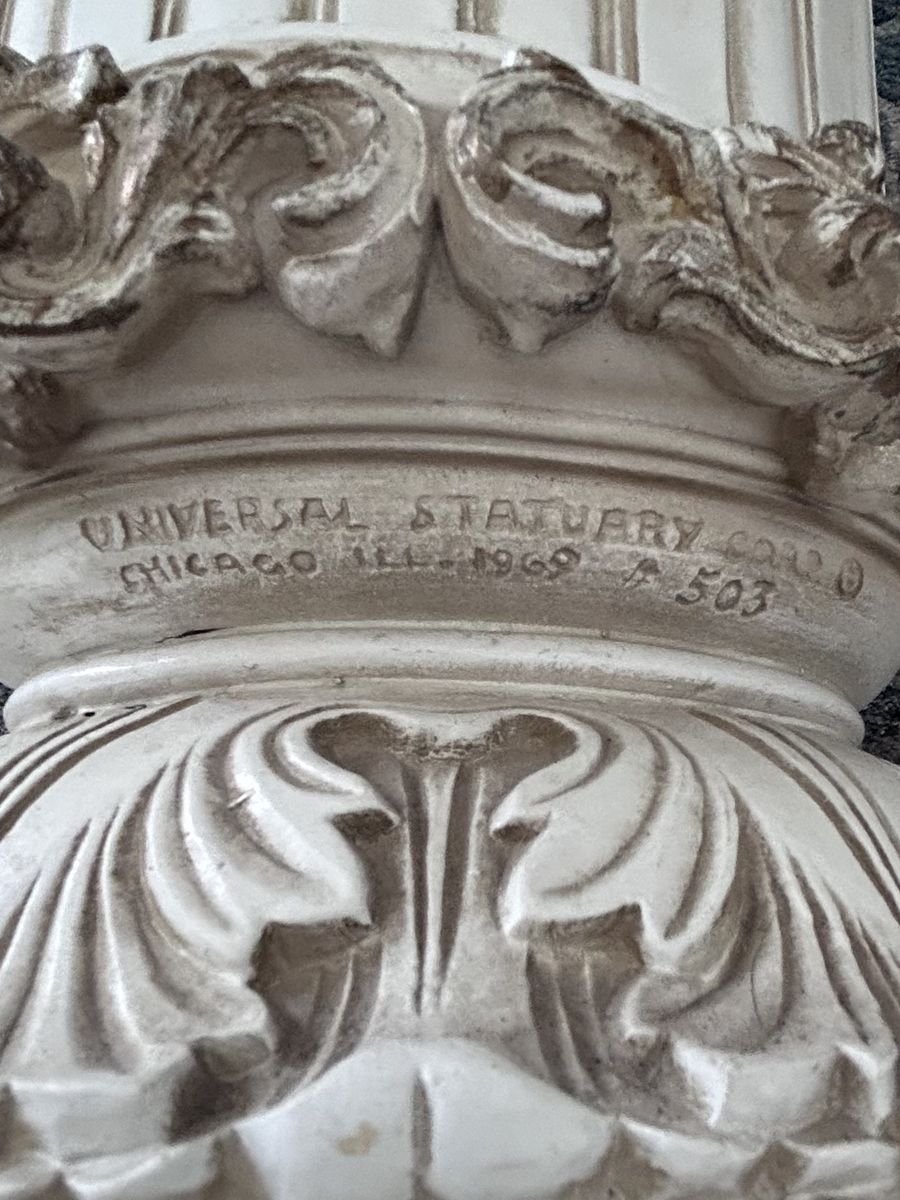 UNIVERSAL STATUARY CORP ©
CHICAGO ILL. 1969 # 503